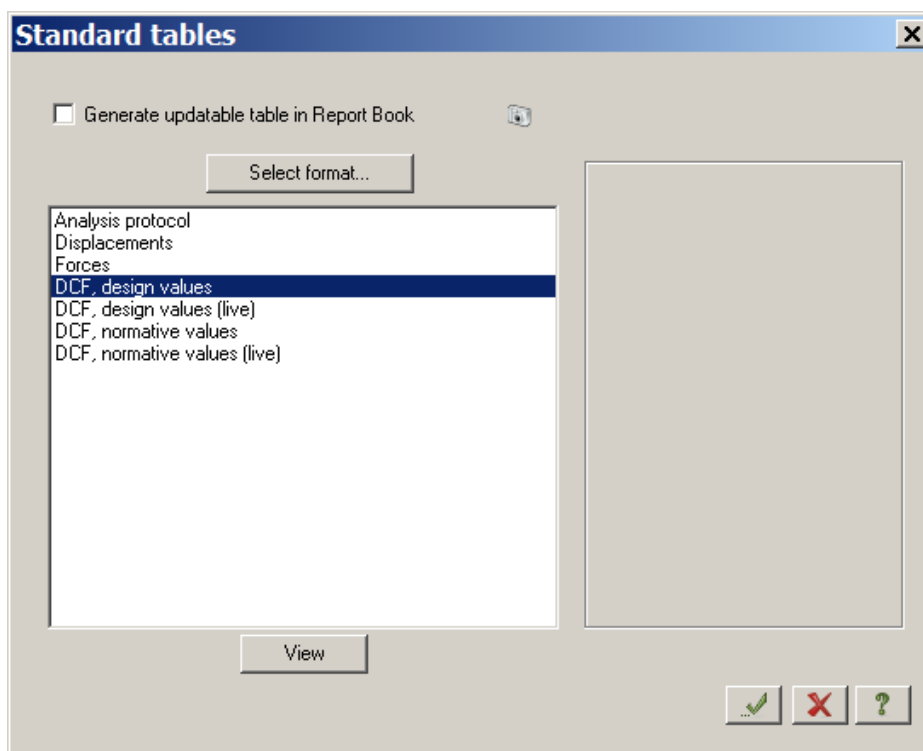 Standard tables
Generate updatable table in Report Book
Select format...
Analysis protocol
Displacements
Forces
DCF, design values
DCF, design values (live)
DCF, normative values
DCF, normative values (live)
View
?